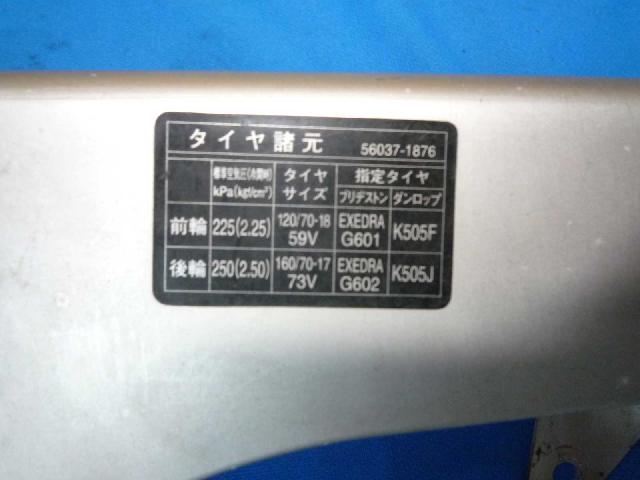 タイヤ諸元 56037-1876
標準空気圧(冷間時) タイヤ 指定タイヤ
kPa(kgf/cm²) サイズ ブリヂストン ダンロップ
前輪 225(2.25) 120/70-18 59V EXEDRA G601 K505F
後輪 250(2.50) 160/70-17 73V EXEDRA G602 K505J